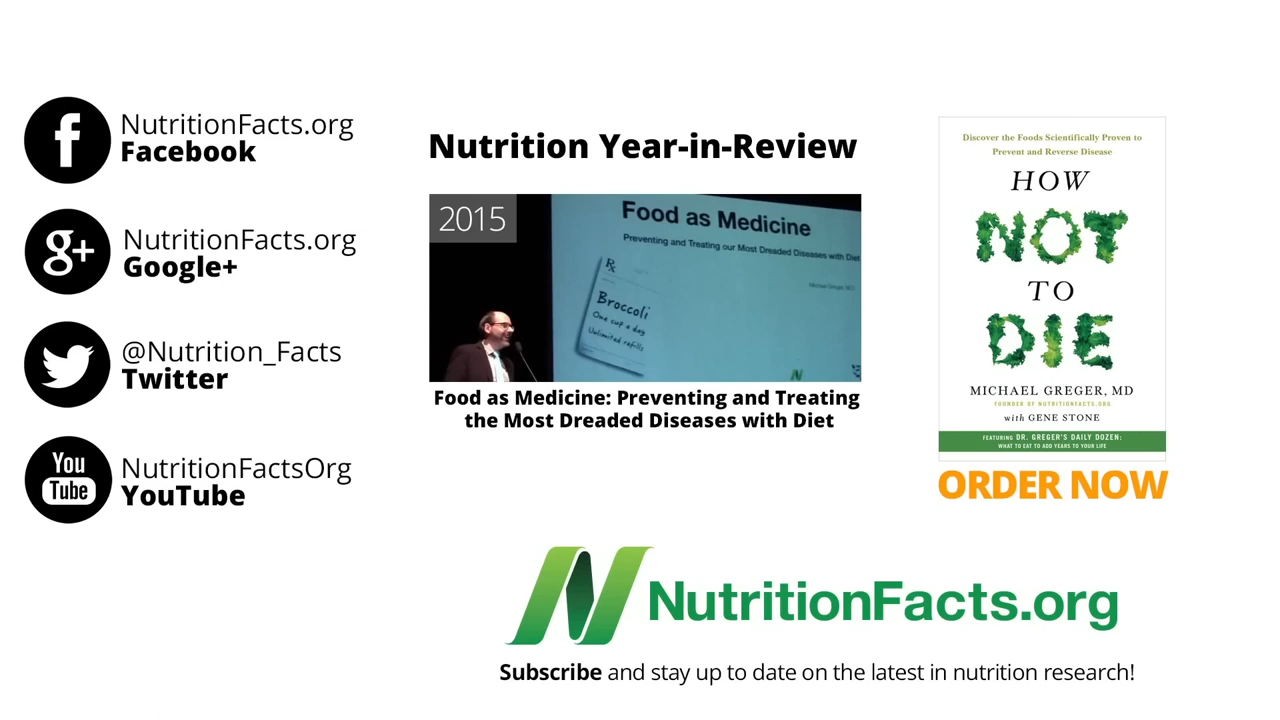 NutritionFacts.org
Facebook
NutritionFacts.org
Google+
@Nutrition_Facts
Twitter
You
Tube
NutritionFactsOrg
YouTube
Nutrition Year-in-Review
2015
Food as Medicine
Preventing and Treating our Most Dreaded Diseases with Diet
Michael Greger, M.D.
Rx
Broccoli
One cup a day
Unlimited refills
Food as Medicine: Preventing and Treating
the Most Dreaded Diseases with Diet
Discover the Foods Scientifically Proven to
Prevent and Reverse Disease
HOW
NOT
TO
DIE
MICHAEL GREGER, MD
FOUNDER OF NUTRITIONFACTS.ORG
with GENE STONE
FEATURING DR. GREGER'S DAILY DOZEN:
WHAT TO EAT TO ADD YEARS TO YOUR LIFE
ORDER NOW
NutritionFacts.org
Subscribe and stay up to date on the latest in nutrition research!